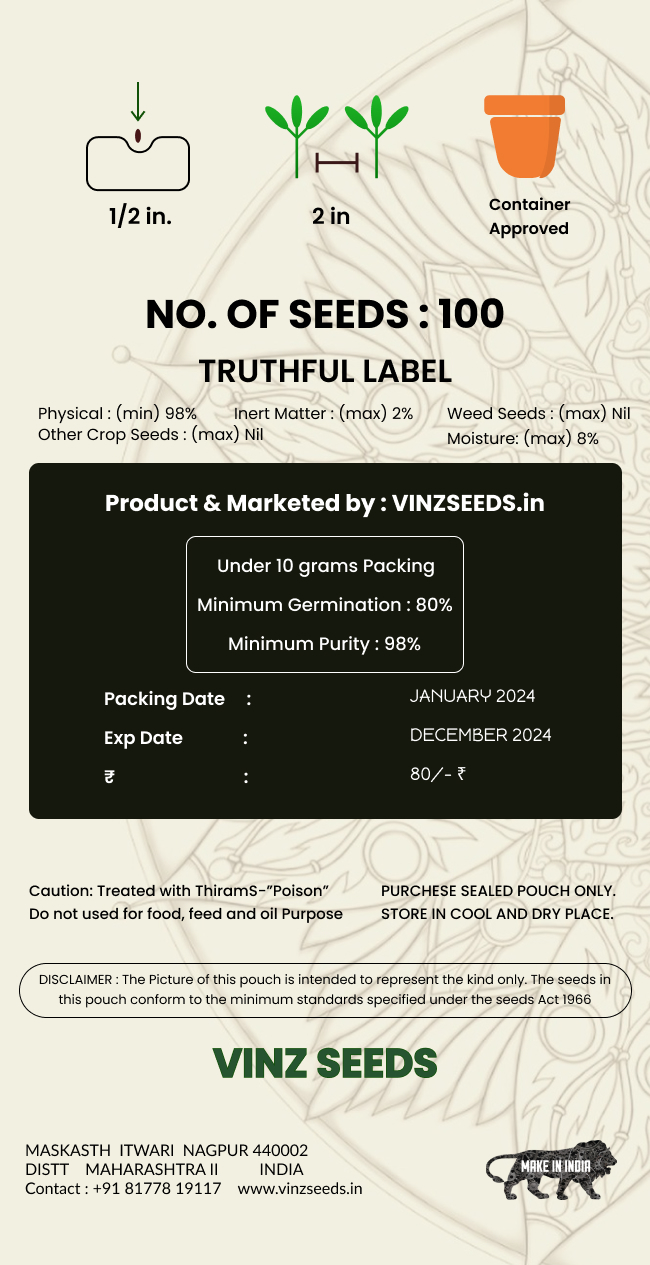 1/2 in.
2 in
Container
Approved
NO. OF SEEDS : 100
TRUTHFUL LABEL
Physical : (min) 98% Inert Matter : (max) 2% Weed Seeds : (max) Nil
Other Crop Seeds : (max) Nil Moisture: (max) 8%
Product & Marketed by : VINZSEEDS.in
Under 10 grams Packing
Minimum Germination : 80%
Minimum Purity : 98%
Packing Date : JANUARY 2024
Exp Date : DECEMBER 2024
₹ : 80/- ₹
Caution: Treated with ThiramS-”Poison” PURCHESE SEALED POUCH ONLY.
Do not used for food, feed and oil Purpose STORE IN COOL AND DRY PLACE.
DISCLAIMER : The Picture of this pouch is intended to represent the kind only. The seeds in
this pouch conform to the minimum standards specified under the seeds Act 1966
VINZ SEEDS
MASKASTH ITWARI NAGPUR 440002
DISTT MAHARASHTRA II INDIA
Contact : +91 81778 19117 www.vinzseeds.in
MAKE IN INDIA